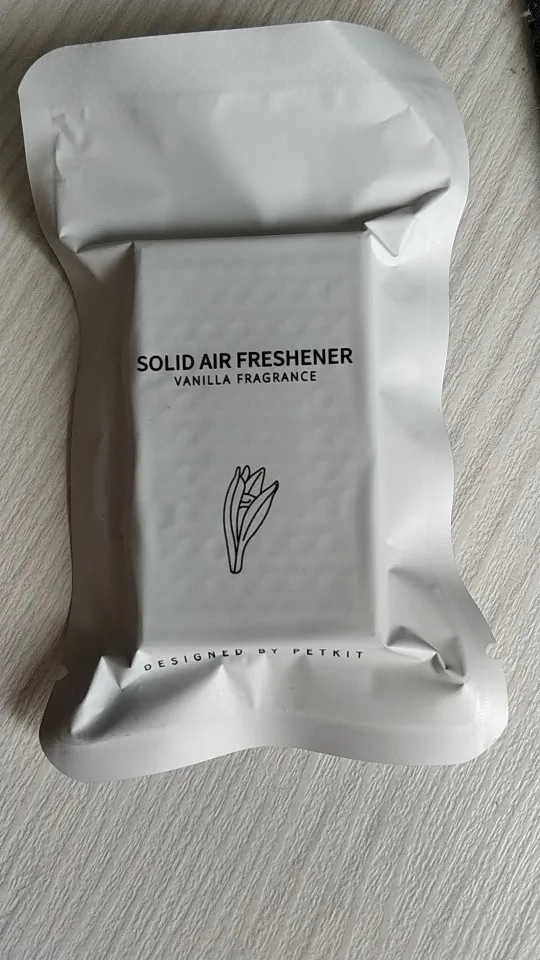 SOLID AIR FRESHENER
VANILLA FRAGRANCE
DESIGNED BY PETKIT